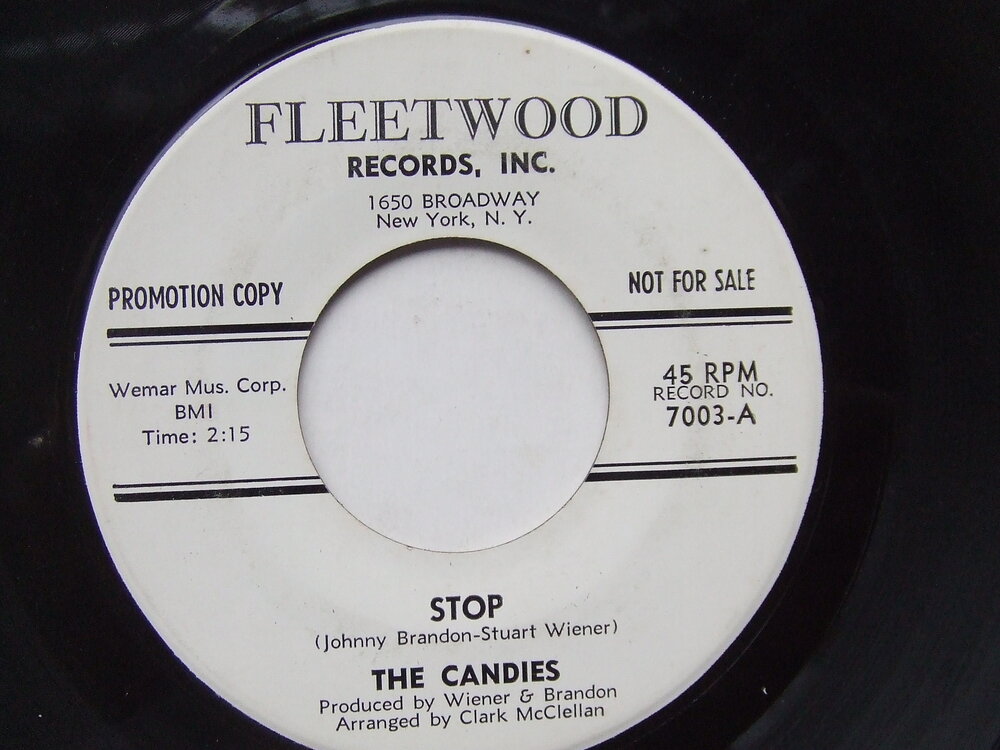 FLEETWOOD
RECORDS, INC.
1650 BROADWAY
New York, N. Y.
PROMOTION COPY
NOT FOR SALE
Wemar Mus. Corp.
BMI
Time: 2:15
45 RPM
RECORD NO.
7003-A
STOP
(Johnny Brandon-Stuart Wiener)
THE CANDIES
Produced by Wiener & Brandon
Arranged by Clark McClellan